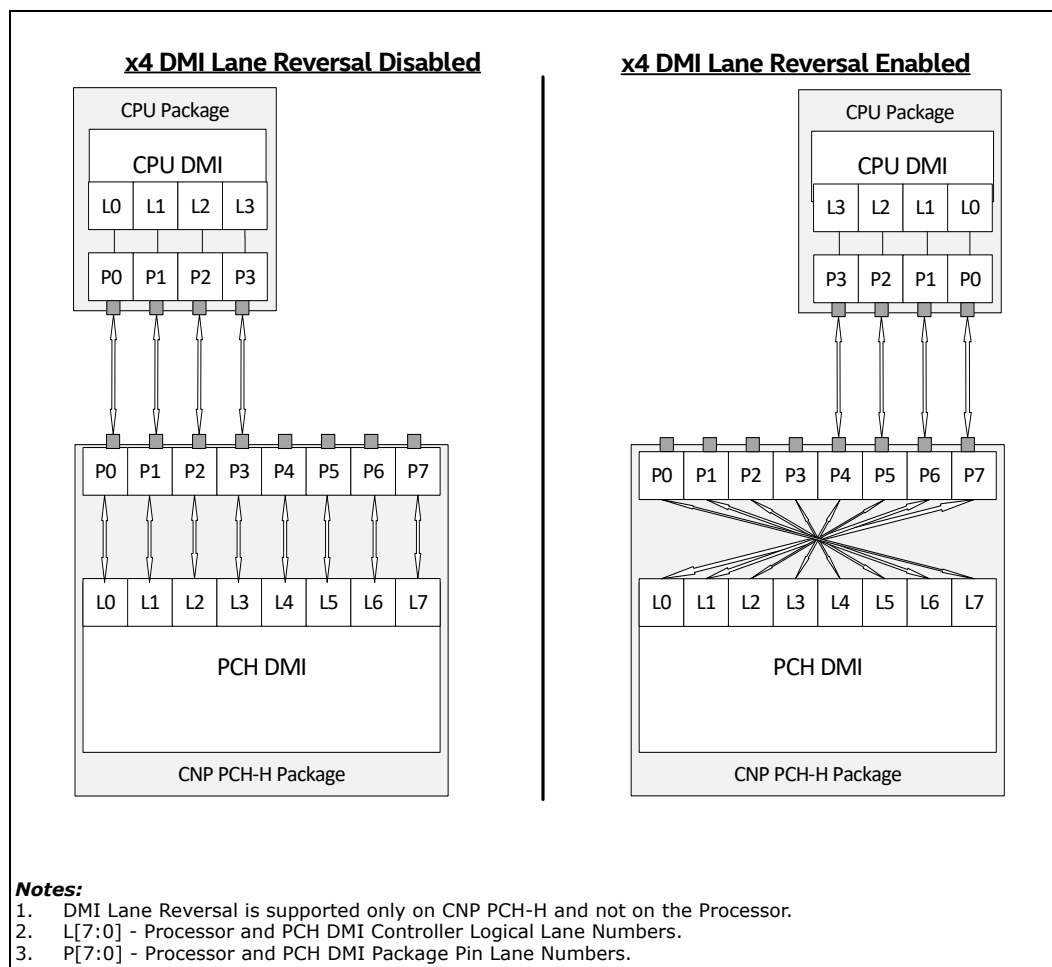 x4 DMI Lane Reversal Disabled
CPU Package
CPU DMI
L0 L1 L2 L3
P0 P1 P2 P3
P0 P1 P2 P3 P4 P5 P6 P7
L0 L1 L2 L3 L4 L5 L6 L7
PCH DMI
CNP PCH-H Package
x4 DMI Lane Reversal Enabled
CPU Package
CPU DMI
L3 L2 L1 L0
P3 P2 P1 P0
P0 P1 P2 P3 P4 P5 P6 P7
L0 L1 L2 L3 L4 L5 L6 L7
PCH DMI
CNP PCH-H Package
Notes:
1. DMI Lane Reversal is supported only on CNP PCH-H and not on the Processor.
2. L[7:0] - Processor and PCH DMI Controller Logical Lane Numbers.
3. P[7:0] - Processor and PCH DMI Package Pin Lane Numbers.